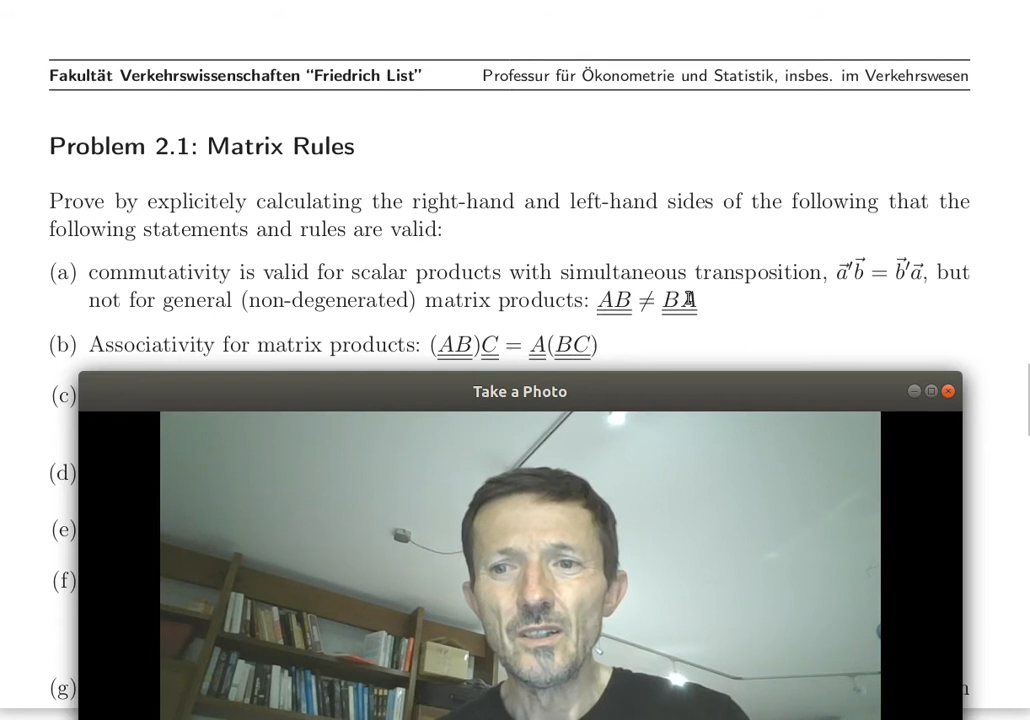 Fakultät Verkehrswissenschaften “Friedrich List” Professur für Ökonometrie und Statistik, insbes. im Verkehrswesen
Problem 2.1: Matrix Rules
Prove by explicitely calculating the right-hand and left-hand sides of the following that the
following statements and rules are valid:
(a) commutativity is valid for scalar products with simultaneous transposition, a⃗′b⃗ = b⃗′a⃗, but
not for general (non-degenerated) matrix products: AB ≠ BA
(b) Associativity for matrix products: (AB)C = A(BC)
(c)
Take a Photo
(d)
(e)
(f)
(g)